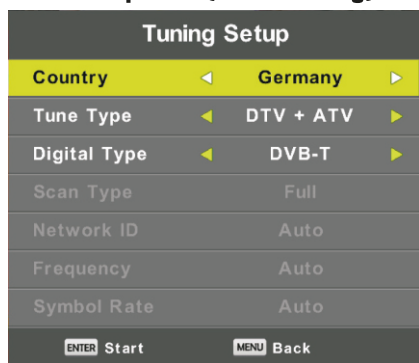 Tuning Setup
Country Germany
Tune Type DTV + ATV
Digital Type DVB-T
Scan Type Full
Network ID Auto
Frequency Auto
Symbol Rate Auto
ENTER Start MENU Back